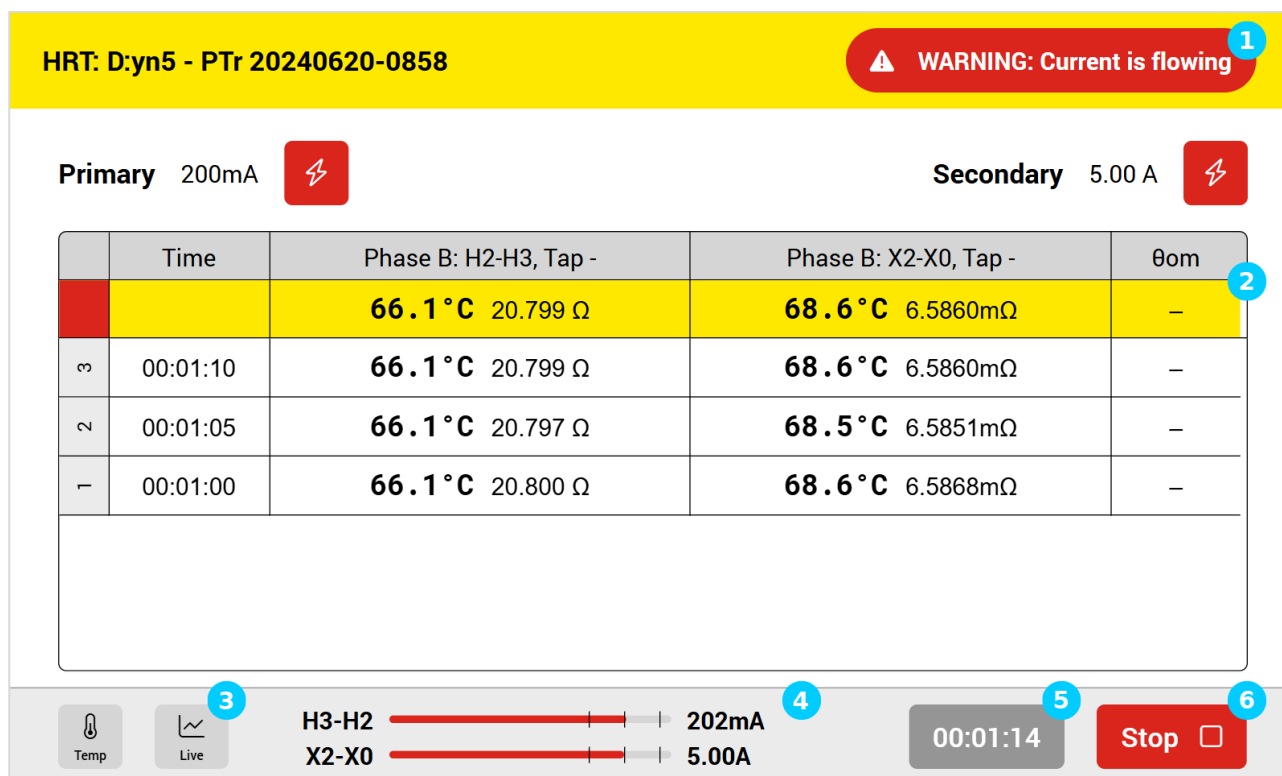 HRT: D:yn5 - PTr 20240620-0858
WARNING: Current is flowing
1
Primary 200mA
Secondary 5.00 A
Time Phase B: H2-H3, Tap - Phase B: X2-X0, Tap - θom
2
66.1°C 20.799 Ω 68.6°C 6.5860mΩ –
3 00:01:10 66.1°C 20.799 Ω 68.6°C 6.5860mΩ –
2 00:01:05 66.1°C 20.797 Ω 68.5°C 6.5851mΩ –
1 00:01:00 66.1°C 20.800 Ω 68.6°C 6.5868mΩ –
Temp
3
Live
4
H3-H2 202mA
X2-X0 5.00A
5
00:01:14
6
Stop